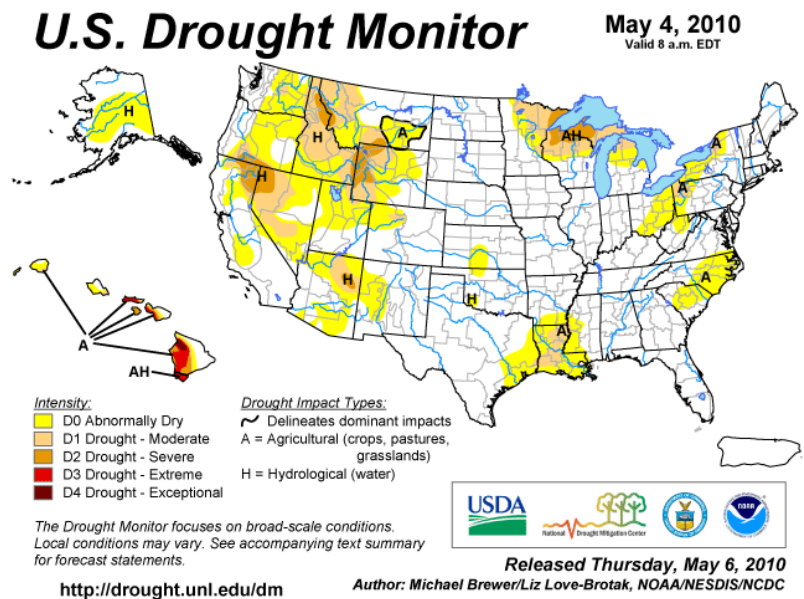 U.S. Drought Monitor
May 4, 2010
Valid 8 a.m. EDT
H
H
A
AH
A
H
A
H
H
A
A
A
AH
Intensity:
D0 Abnormally Dry
D1 Drought - Moderate
D2 Drought - Severe
D3 Drought - Extreme
D4 Drought - Exceptional
Drought Impact Types:
Delineates dominant impacts
A = Agricultural (crops, pastures,
grasslands)
H = Hydrological (water)
The Drought Monitor focuses on broad-scale conditions.
Local conditions may vary. See accompanying text summary
for forecast statements.
http://drought.unl.edu/dm
USDA
National Drought Mitigation Center
NOAA
Released Thursday, May 6, 2010
Author: Michael Brewer/Liz Love-Brotak, NOAA/NESDIS/NCDC